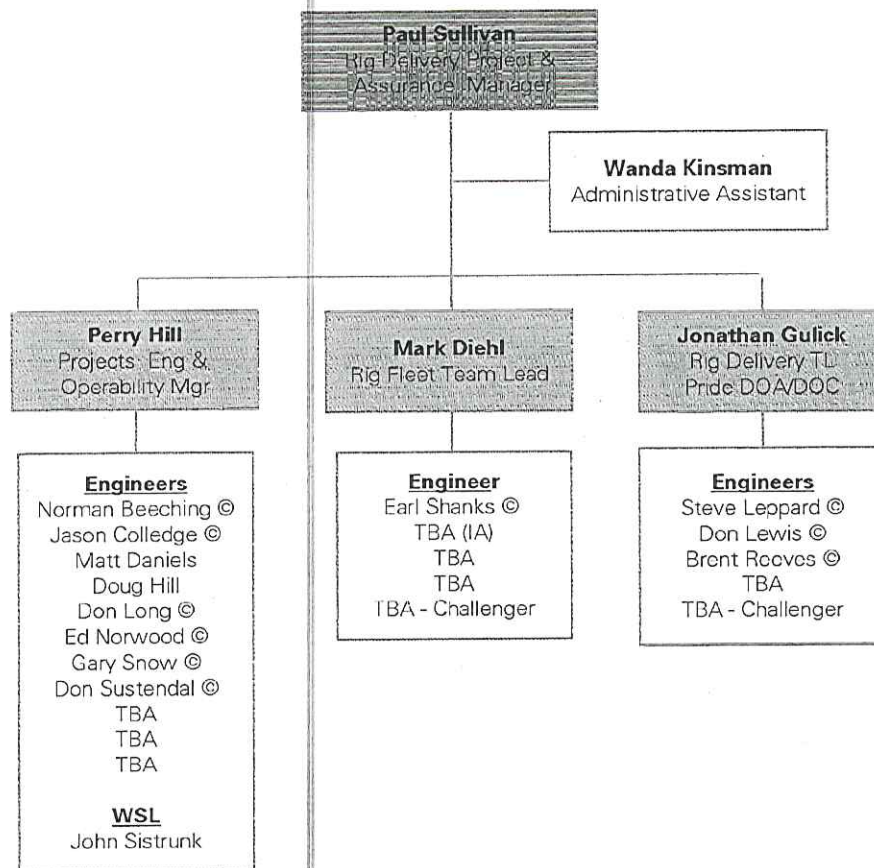 Paul Sullivan
Rig Delivery Project &
Assurance Manager
Wanda Kinsman
Administrative Assistant
Perry Hill
Projects Eng &
Operability Mgr
Mark Diehl
Rig Fleet Team Lead
Jonathan Gulick
Rig Delivery TL
Pride DOA/DOC
Engineers
Norman Beeching ©
Jason Colledge ©
Matt Daniels
Doug Hill
Don Long ©
Ed Norwood ©
Gary Snow ©
Don Sustendal ©
TBA
TBA
TBA
WSL
John Sistrunk
Engineer
Earl Shanks ©
TBA (IA)
TBA
TBA
TBA - Challenger
Engineers
Steve Leppard ©
Don Lewis ©
Brent Reeves ©
TBA
TBA - Challenger